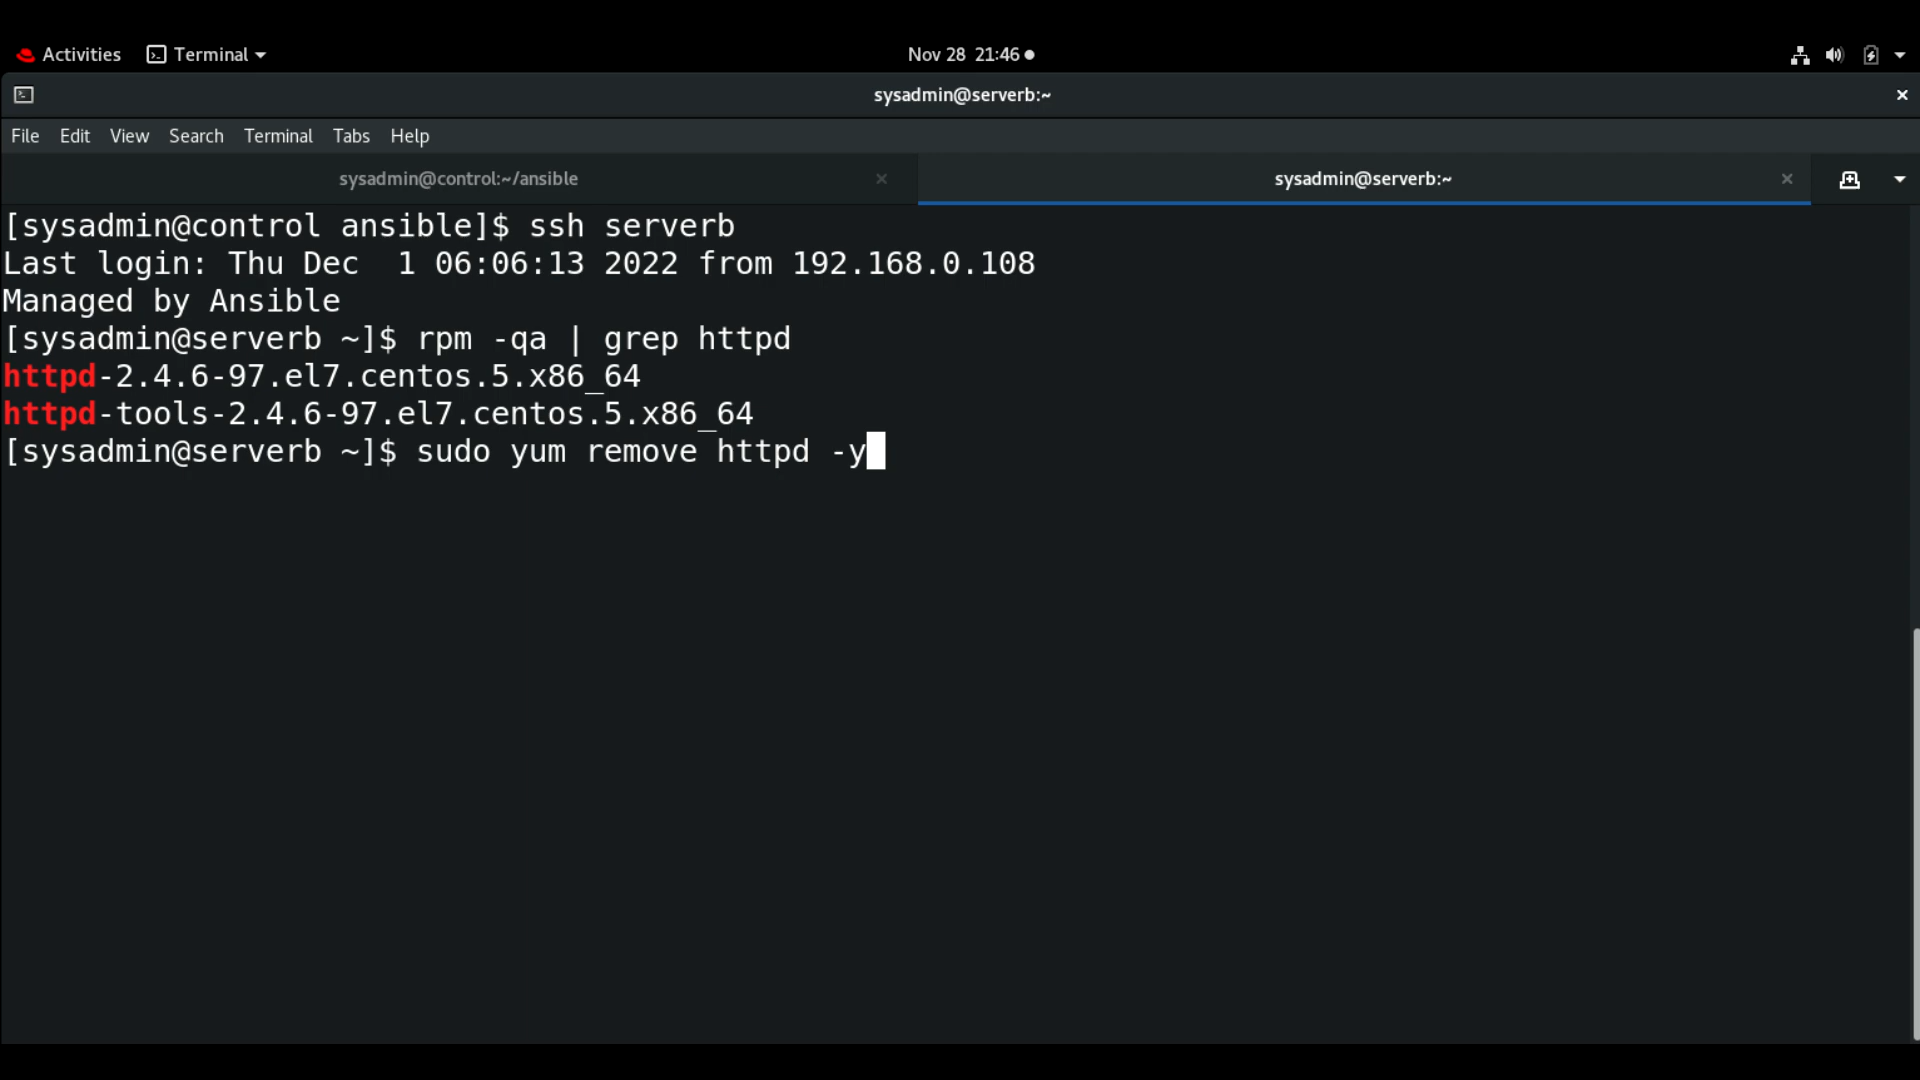 Activities Terminal Nov 28 21:46
sysadmin@serverb:~
File Edit View Search Terminal Tabs Help
sysadmin@control:~/ansible sysadmin@serverb:~
[sysadmin@control ansible]$ ssh serverb
Last login: Thu Dec  1 06:06:13 2022 from 192.168.0.108
Managed by Ansible
[sysadmin@serverb ~]$ rpm -qa | grep httpd
httpd-2.4.6-97.el7.centos.5.x86_64
httpd-tools-2.4.6-97.el7.centos.5.x86_64
[sysadmin@serverb ~]$ sudo yum remove httpd -y